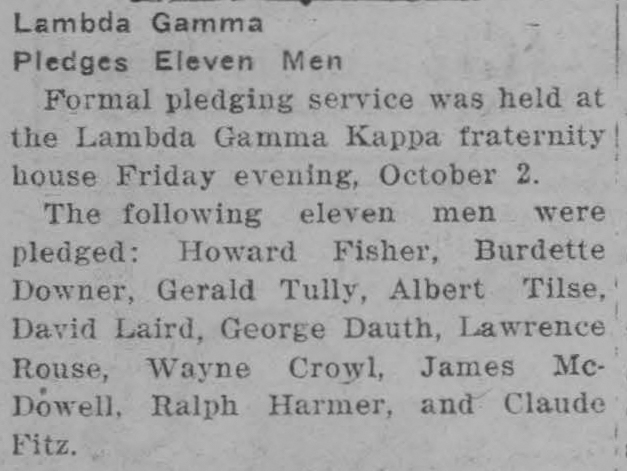 Lambda Gamma
Pledges Eleven Men
Formal pledging service was held at
the Lambda Gamma Kappa fraternity
house Friday evening, October 2.
The following eleven men were
pledged: Howard Fisher, Burdette
Downer, Gerald Tully, Albert Tilse,
David Laird, George Dauth, Lawrence
Rouse, Wayne Crowl, James Mc-
Dowell, Ralph Harmer, and Claude
Fitz.